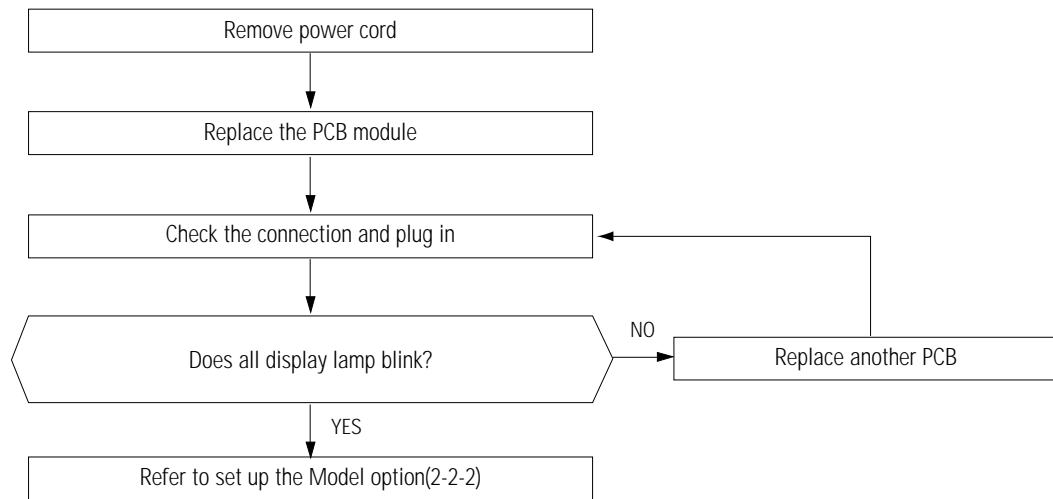 Remove power cord
Replace the PCB module
Check the connection and plug in
Does all display lamp blink?
NO
Replace another PCB
YES
Refer to set up the Model option(2-2-2)